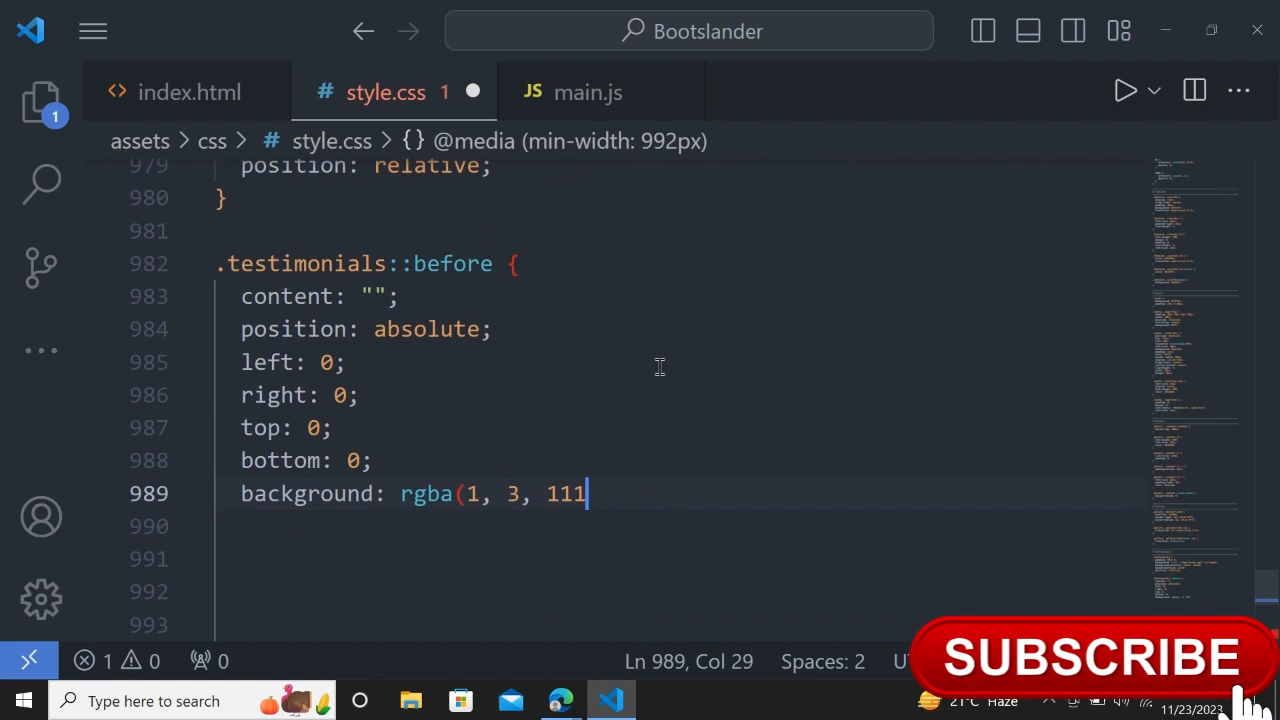 Bootslander
1
index.html
# style.css 1
JS main.js
assets > css > # style.css > {} @media (min-width: 992px)
979 position: relative;
980 }
981
982 .testimonials::before {
983 content: "";
984 position: absolute;
985 left: 0;
986 right: 0;
987 top: 0;
988 bottom: 0;
989 background: rgba( 3, 111
990
991
992
993
1 0 0
Ln 989, Col 29
Spaces: 2
SUBSCRIBE
Type here to search
21°C Haze
11/23/2023